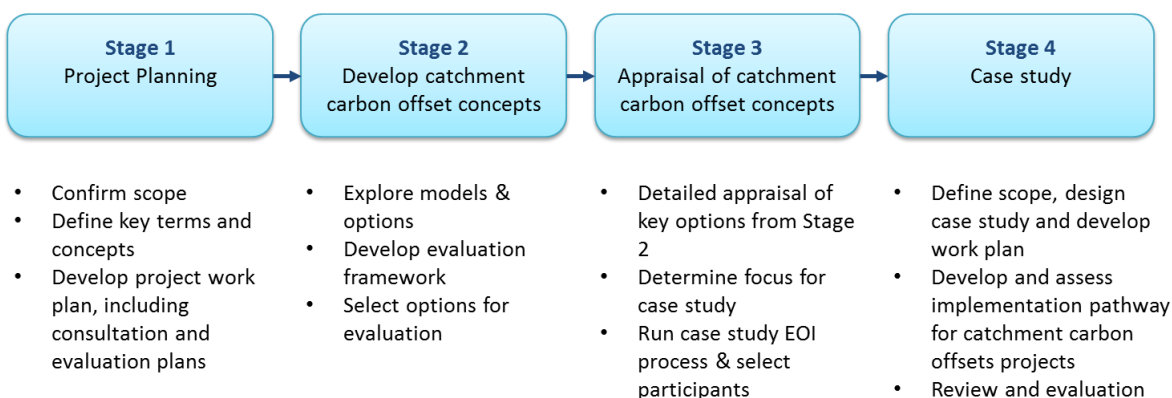 Stage 1
Project Planning
Stage 2
Develop catchment
carbon offset concepts
Stage 3
Appraisal of catchment
carbon offset concepts
Stage 4
Case study
• Confirm scope
• Define key terms and
concepts
• Develop project work
plan, including
consultation and
evaluation plans
• Explore models &
options
• Develop evaluation
framework
• Select options for
evaluation
• Detailed appraisal of
key options from Stage
2
• Determine focus for
case study
• Run case study EOI
process & select
participants
• Define scope, design
case study and develop
work plan
• Develop and assess
implementation pathway
for catchment carbon
offsets projects
• Review and evaluation